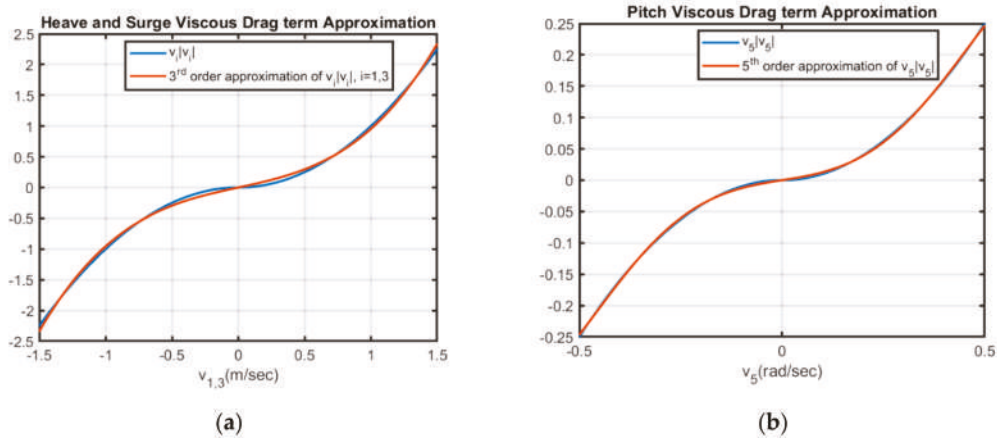 Heave and Surge Viscous Drag term Approximation
2.5
2
1.5
1
0.5
0
-0.5
-1
-1.5
-2
-2.5
v_i|v_i|
3^rd order approximation of v_i|v_i|, i=1,3
-1.5 -1 -0.5 0 0.5 1 1.5
v_1,3(m/sec)
(a)
Pitch Viscous Drag term Approximation
0.25
0.2
0.15
0.1
0.05
0
-0.05
-0.1
-0.15
-0.2
-0.25
v_5|v_5|
5^th order approximation of v_5|v_5|
-0.5 0 0.5
v_5(rad/sec)
(b)